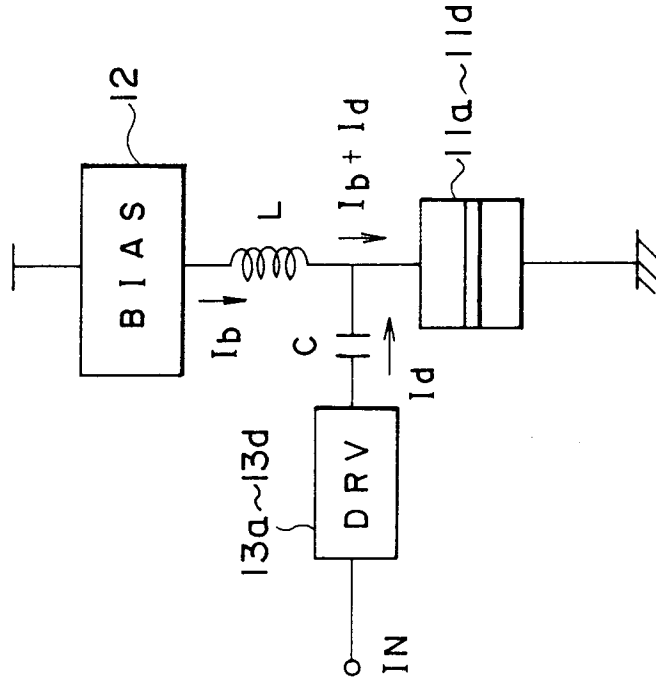 12
BIAS
Ib
L
Ib + Id
C
Id
11a~11d
13a~13d
DRV
IN